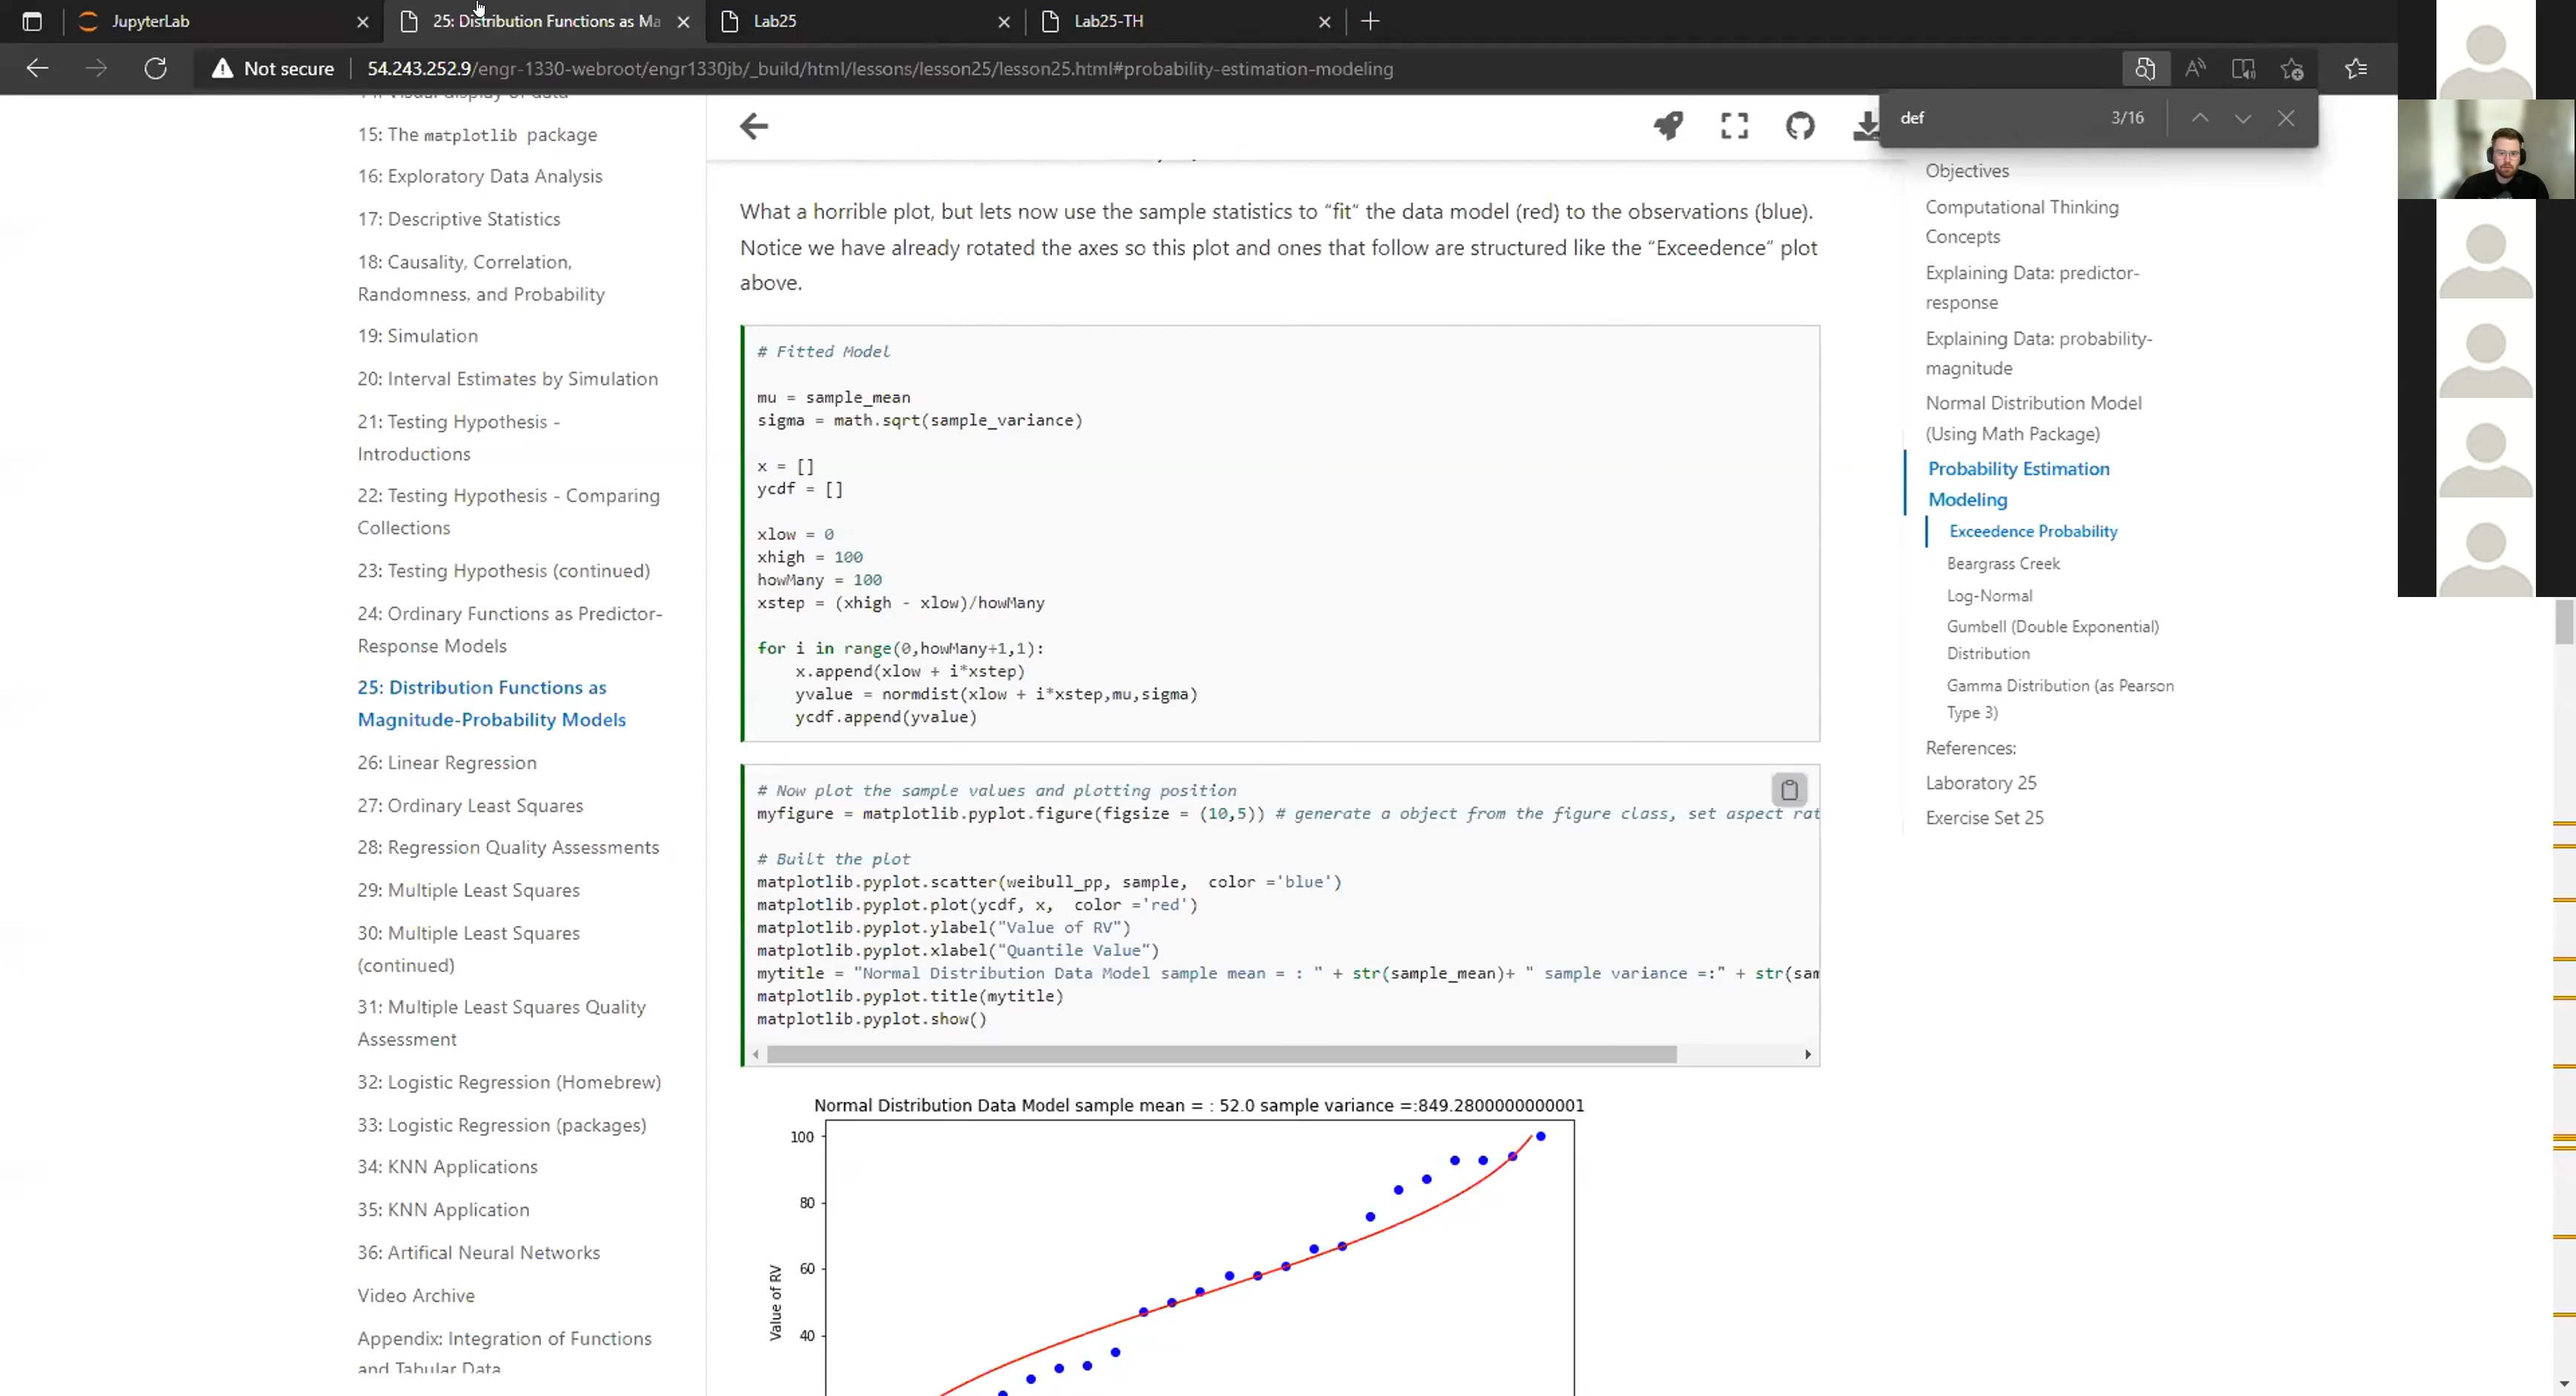 JupyterLab
25: Distribution Functions as Ma
Lab25
Lab25-TH
Not secure
54.243.252.9/engr-1330-webroot/engr1330jb/_build/html/lessons/lesson25/lesson25.html#probability-estimation-modeling
def
3/16
15: The matplotlib package
16: Exploratory Data Analysis
17: Descriptive Statistics
18: Causality, Correlation,
Randomness, and Probability
19: Simulation
20: Interval Estimates by Simulation
21: Testing Hypothesis -
Introductions
22: Testing Hypothesis - Comparing
Collections
23: Testing Hypothesis (continued)
24: Ordinary Functions as Predictor-
Response Models
25: Distribution Functions as
Magnitude-Probability Models
26: Linear Regression
27: Ordinary Least Squares
28: Regression Quality Assessments
29: Multiple Least Squares
30: Multiple Least Squares
(continued)
31: Multiple Least Squares Quality
Assessment
32: Logistic Regression (Homebrew)
33: Logistic Regression (packages)
34: KNN Applications
35: KNN Application
36: Artifical Neural Networks
Video Archive
Appendix: Integration of Functions
and Tabular Data
What a horrible plot, but lets now use the sample statistics to “fit” the data model (red) to the observations (blue).
Notice we have already rotated the axes so this plot and ones that follow are structured like the “Exceedence” plot
above.
# Fitted Model
mu = sample_mean
sigma = math.sqrt(sample_variance)
x = []
ycdf = []
xlow = 0
xhigh = 100
howMany = 100
xstep = (xhigh - xlow)/howMany
for i in range(0,howMany+1,1):
    x.append(xlow + i*xstep)
    yvalue = normdist(xlow + i*xstep,mu,sigma)
    ycdf.append(yvalue)
# Now plot the sample values and plotting position
myfigure = matplotlib.pyplot.figure(figsize = (10,5)) # generate a object from the figure class, set aspect rat
# Built the plot
matplotlib.pyplot.scatter(weibull_pp, sample,  color ='blue')
matplotlib.pyplot.plot(ycdf, x,  color ='red')
matplotlib.pyplot.ylabel("Value of RV")
matplotlib.pyplot.xlabel("Quantile Value")
mytitle = "Normal Distribution Data Model sample mean = : " + str(sample_mean)+ " sample variance =:" + str(sam
matplotlib.pyplot.title(mytitle)
matplotlib.pyplot.show()
Normal Distribution Data Model sample mean = : 52.0 sample variance =:849.2800000000001
100
80
60
40
Value of RV
Objectives
Computational Thinking
Concepts
Explaining Data: predictor-
response
Explaining Data: probability-
magnitude
Normal Distribution Model
(Using Math Package)
Probability Estimation
Modeling
Exceedence Probability
Beargrass Creek
Log-Normal
Gumbell (Double Exponential)
Distribution
Gamma Distribution (as Pearson
Type 3)
References:
Laboratory 25
Exercise Set 25